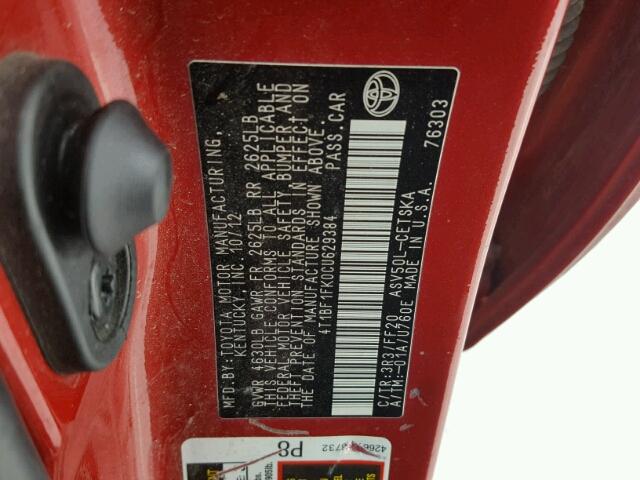 MFD.BY:TOYOTA MOTOR MANUFACTURING,
KENTUCKY, INC. 10/12
GVWR 4630LB GAWR FR 2625LB RR 2625LB
THIS VEHICLE CONFORMS TO ALL APPLICABLE
FEDERAL MOTOR VEHICLE SAFETY BUMPER, AND
THEFT PREVENTION STANDARDS IN EFFECT ON
THE DATE OF MANUFACTURE SHOWN ABOVE.
4T1BF1FK0CU629384 PASS.CAR
C/TR:3R3/FF20 ASV50L-CETSKA
A/TM:-01A/U760E MADE IN U.S.A.
76303
P8